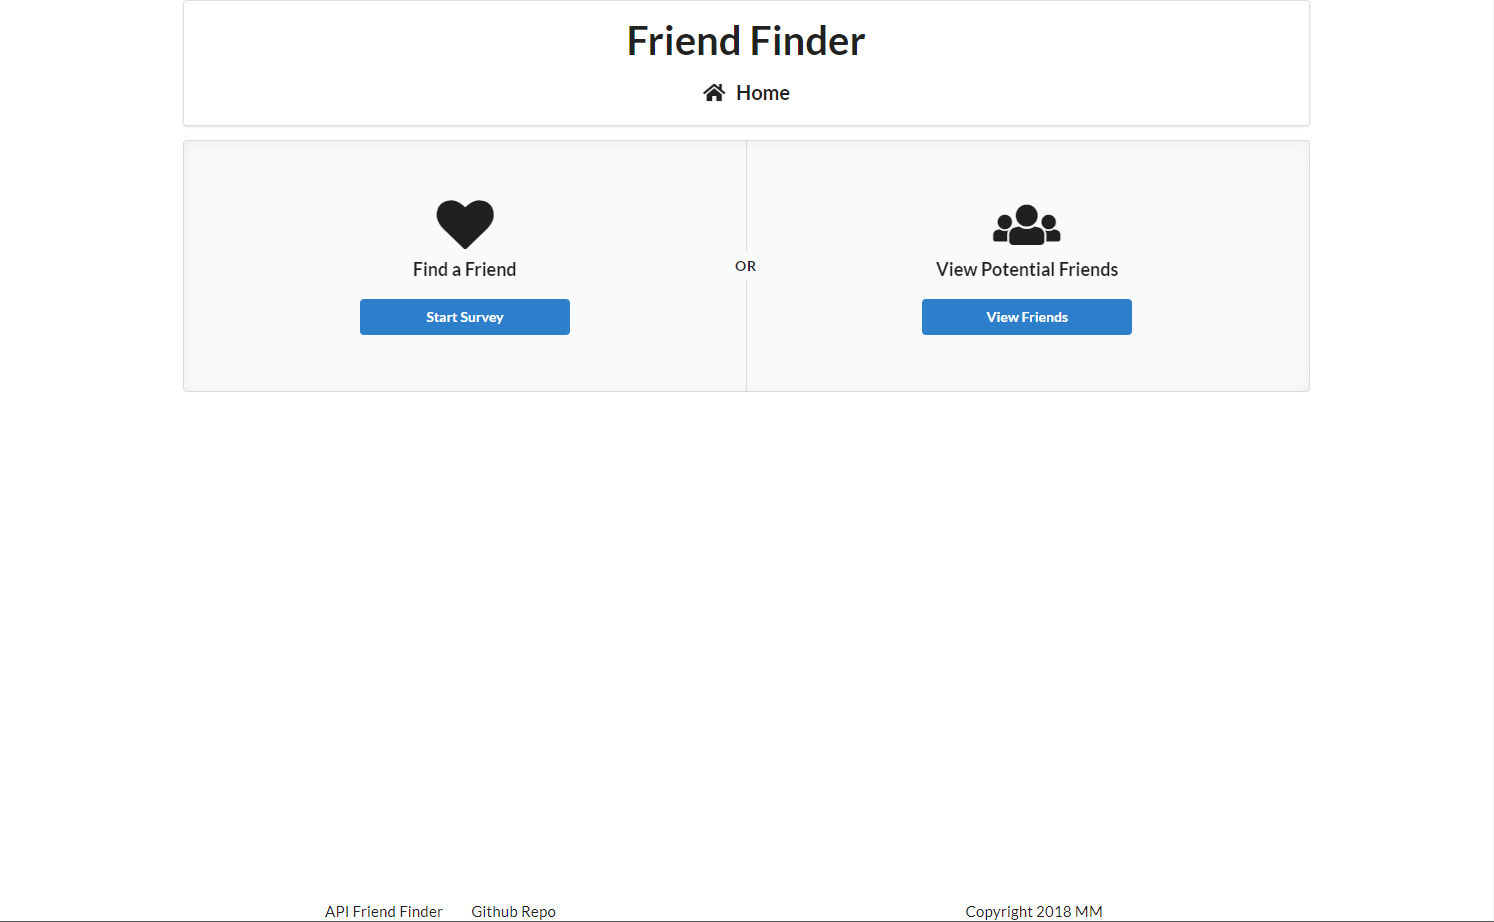 Friend Finder
Home
Find a Friend
Start Survey
OR
View Potential Friends
View Friends
API Friend Finder Github Repo Copyright 2018 MM